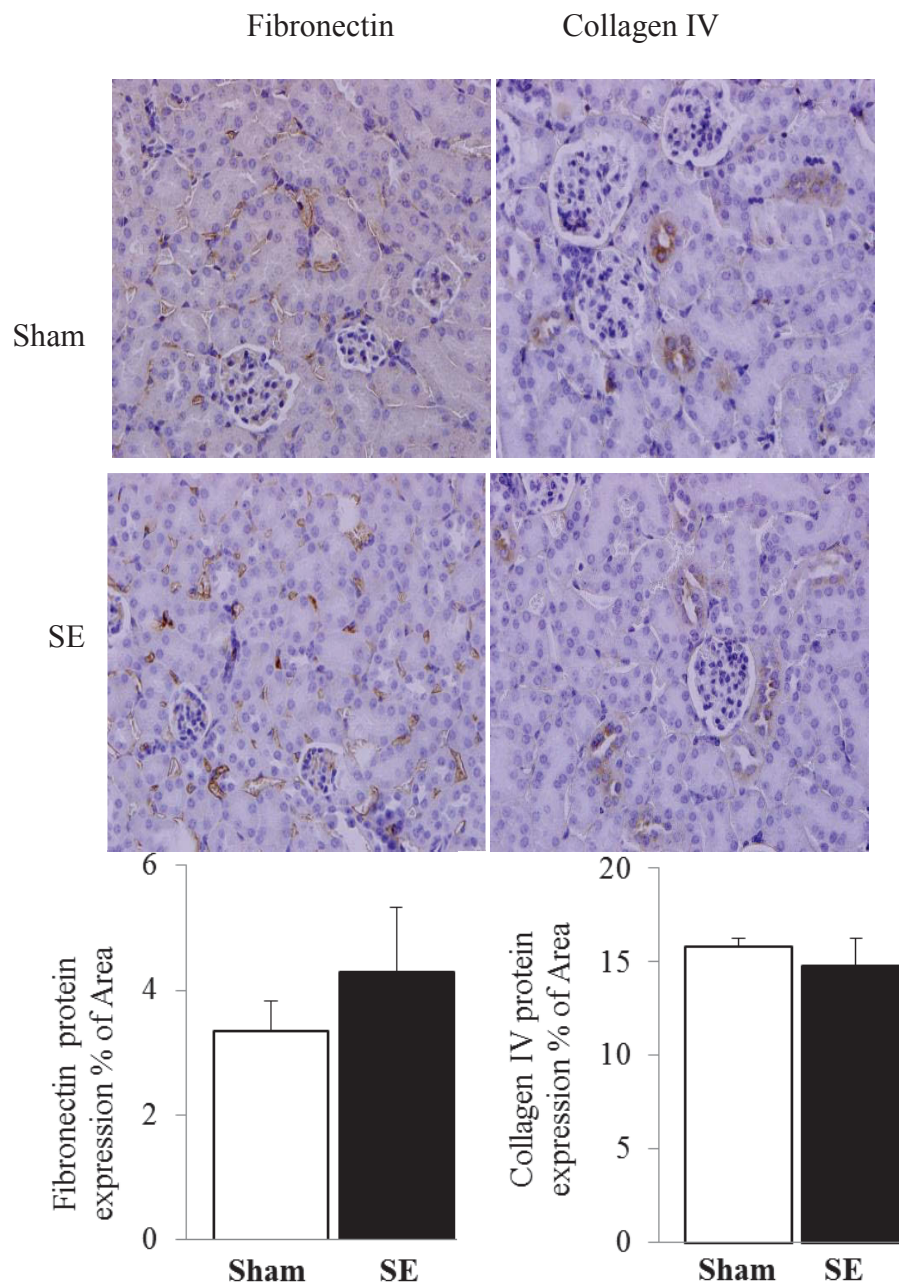 Fibronectin
Collagen IV
Sham
SE
6
4
2
0
Fibronectin protein
expression % of Area
Sham
SE
20
15
10
5
0
Collagen IV protein
expression % of Area
Sham
SE